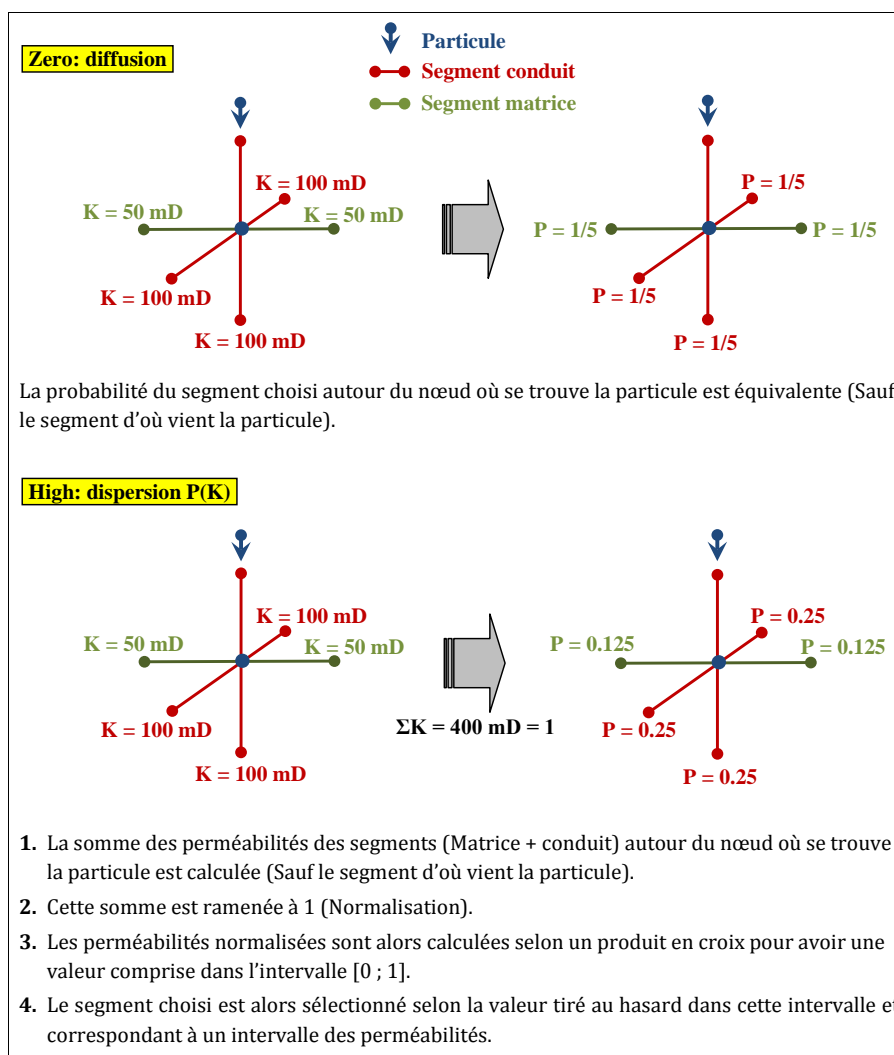 Particule
Zero: diffusion
Segment conduit
Segment matrice
K = 100 mD
K = 50 mD
K = 50 mD
K = 100 mD
K = 100 mD
P = 1/5
P = 1/5
P = 1/5
P = 1/5
P = 1/5
La probabilité du segment choisi autour du nœud où se trouve la particule est équivalente (Sauf
le segment d'où vient la particule).
High: dispersion P(K)
K = 100 mD
K = 50 mD
K = 50 mD
K = 100 mD
K = 100 mD
ΣK = 400 mD = 1
P = 0.25
P = 0.125
P = 0.125
P = 0.25
P = 0.25
1. La somme des perméabilités des segments (Matrice + conduit) autour du nœud où se trouve
la particule est calculée (Sauf le segment d'où vient la particule).
2. Cette somme est ramenée à 1 (Normalisation).
3. Les perméabilités normalisées sont alors calculées selon un produit en croix pour avoir une
valeur comprise dans l'intervalle [0 ; 1].
4. Le segment choisi est alors sélectionné selon la valeur tiré au hasard dans cette intervalle et
correspondant à un intervalle des perméabilités.